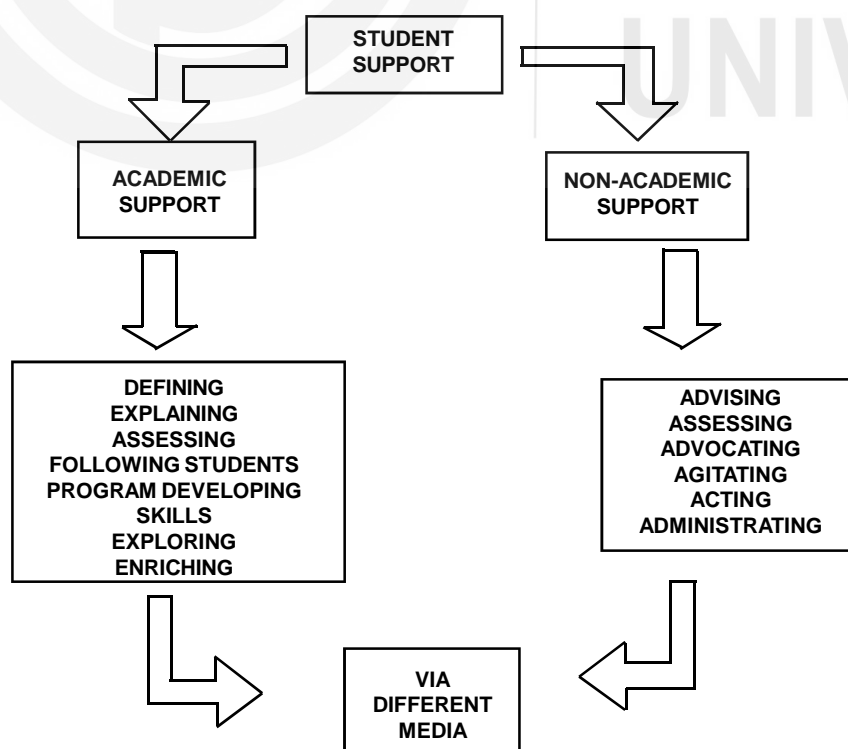 UNIV
STUDENT
SUPPORT
ACADEMIC
SUPPORT
NON-ACADEMIC
SUPPORT
DEFINING
EXPLAINING
ASSESSING
FOLLOWING STUDENTS
PROGRAM DEVELOPING
SKILLS
EXPLORING
ENRICHING
ADVISING
ASSESSING
ADVOCATING
AGITATING
ACTING
ADMINISTRATING
VIA
DIFFERENT
MEDIA